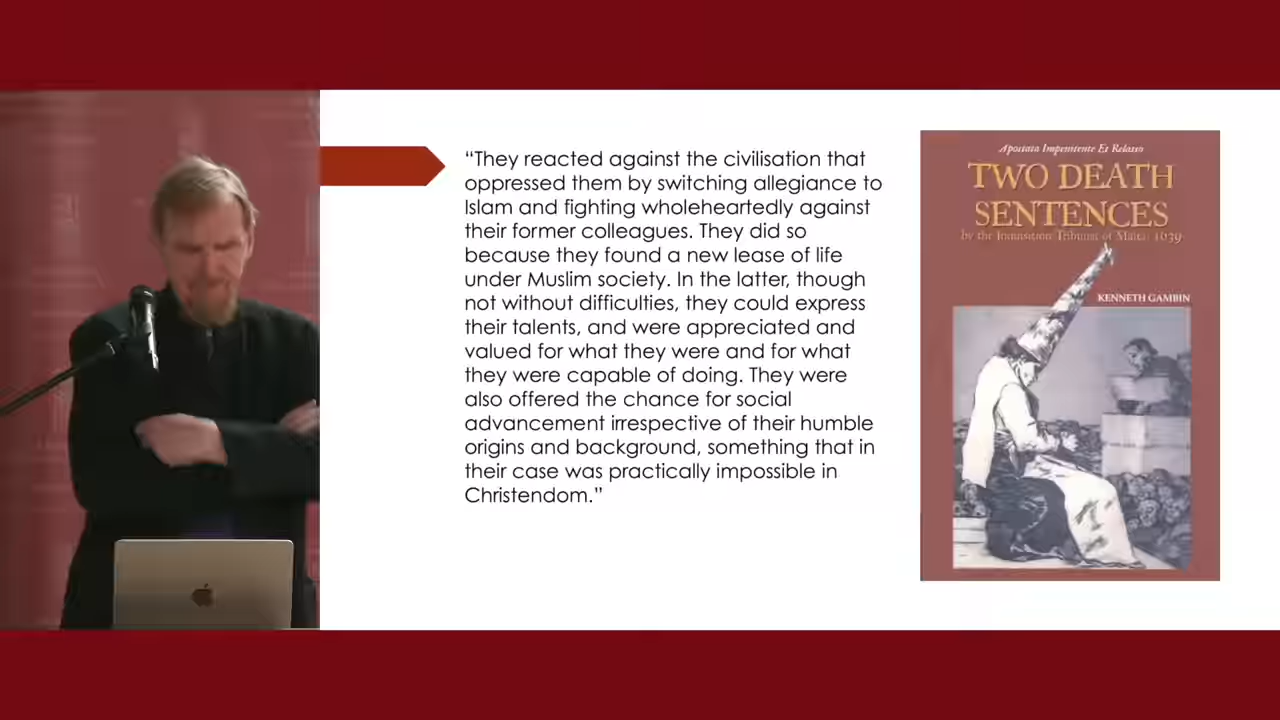 “They reacted against the civilisation that
oppressed them by switching allegiance to
Islam and fighting wholeheartedly against
their former colleagues. They did so
because they found a new lease of life
under Muslim society. In the latter, though
not without difficulties, they could express
their talents, and were appreciated and
valued for what they were and for what
they were capable of doing. They were
also offered the chance for social
advancement irrespective of their humble
origins and background, something that in
their case was practically impossible in
Christendom.”
Apostata Impenitente Et Relasso
TWO DEATH
SENTENCES
by the Inquisition Tribunal of Malta: 1639
KENNETH GAMBIN